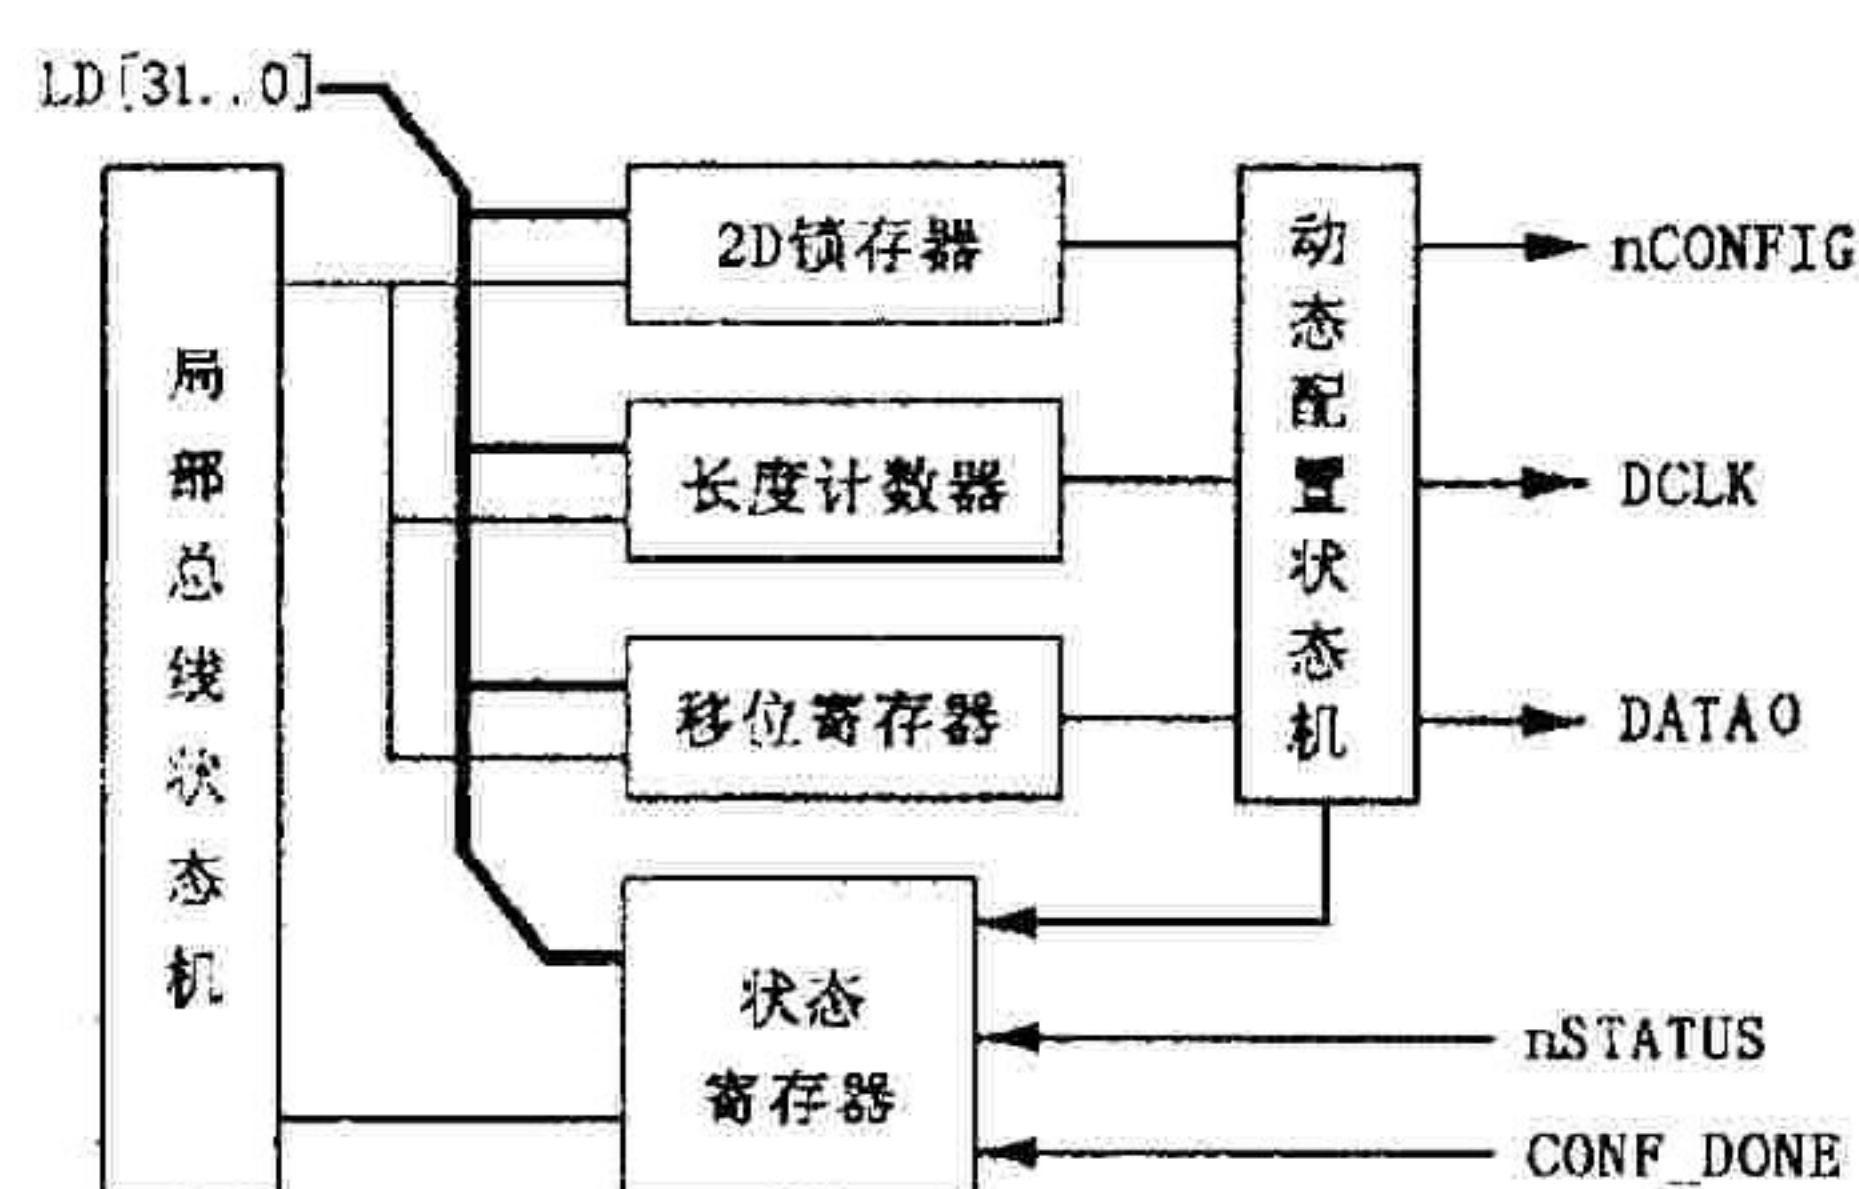 LD[31..0]
局部总线状态机
2D锁存器
长度计数器
移位寄存器
状态
寄存器
动态配置状态机
nCONFIG
DCLK
DATA0
nSTATUS
CONF_DONE